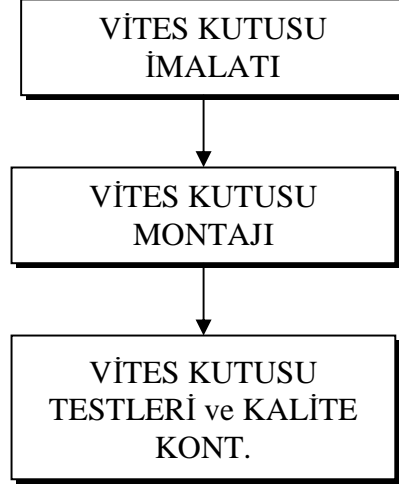 VİTES KUTUSU
İMALATI
VİTES KUTUSU
MONTAJI
VİTES KUTUSU
TESTLERİ ve KALİTE
KONT.